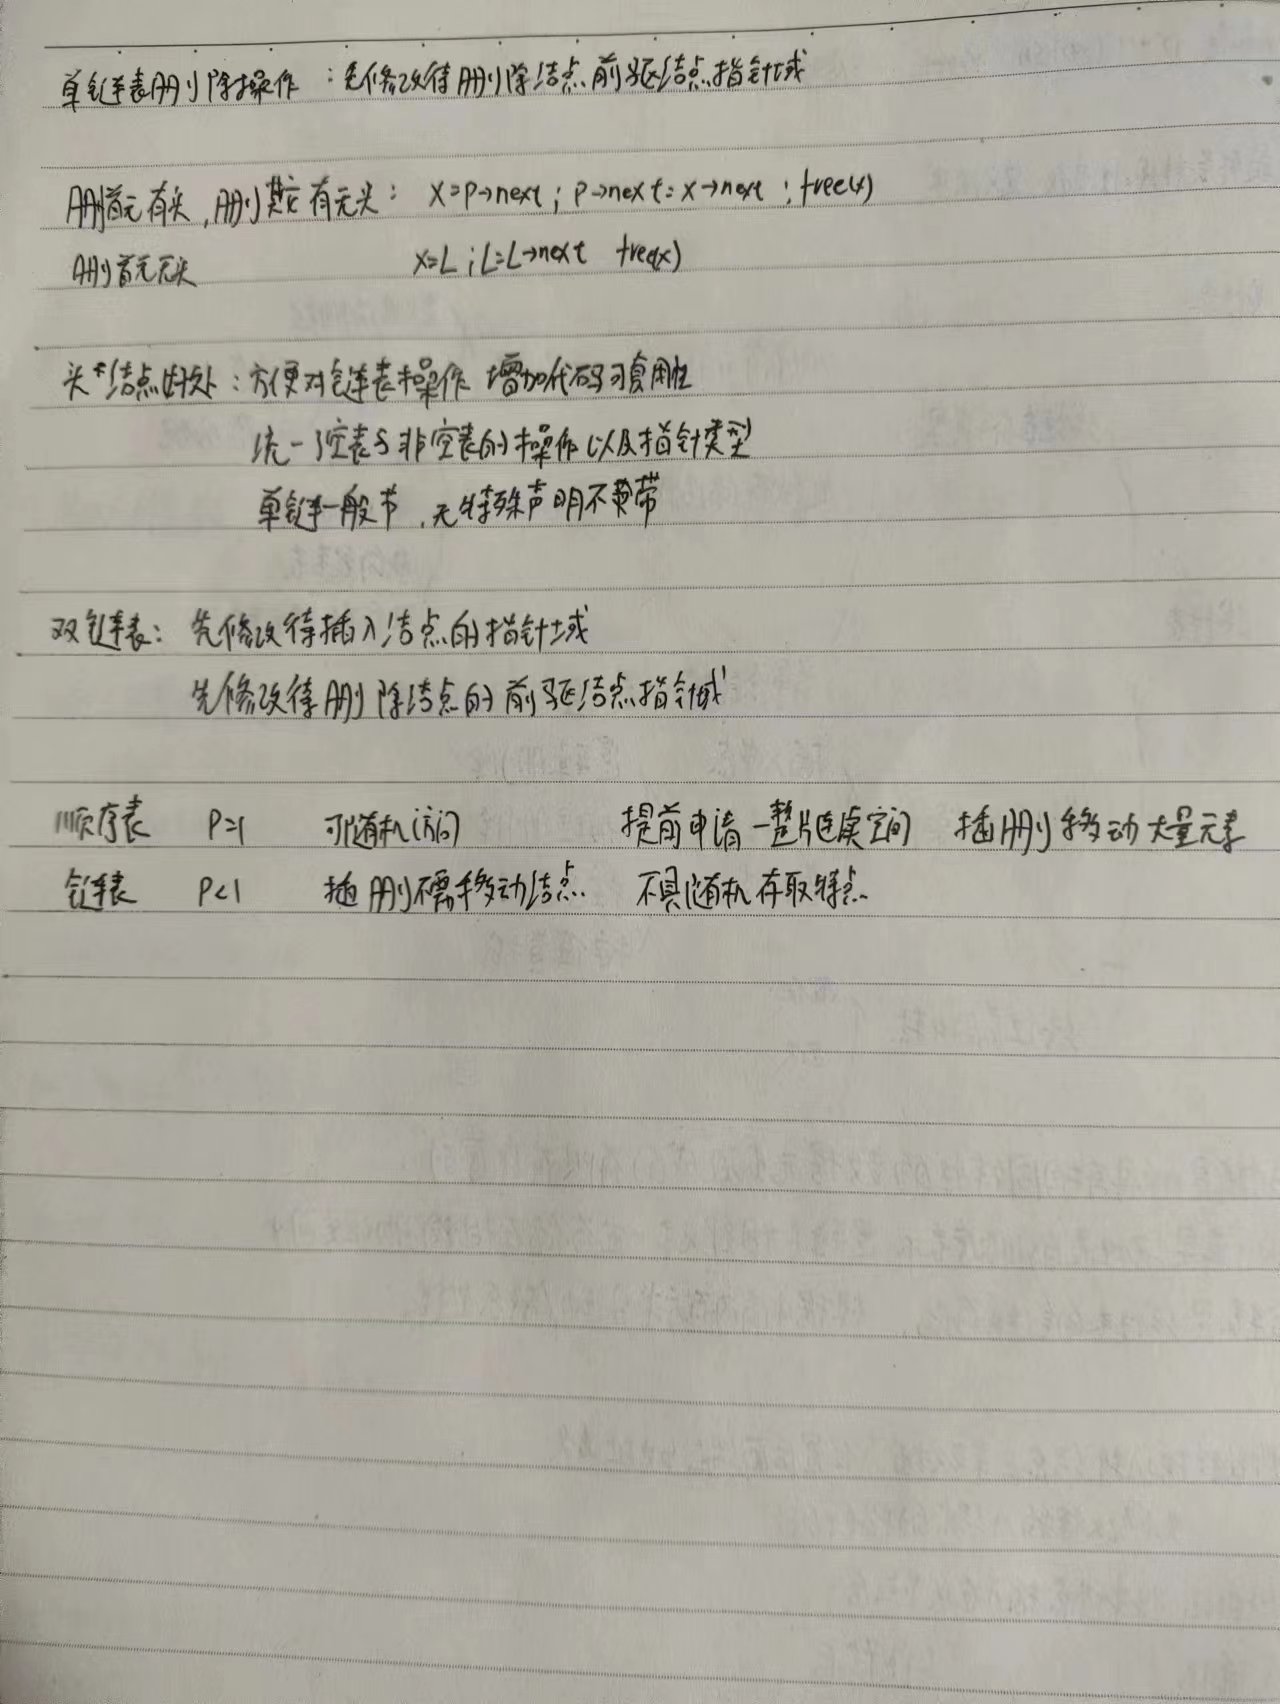 单链表删除操作：先修改待删除结点前驱结点指针域
删首元有头，删其它有无头： x=p→next；p→next=x→next；free(x)
删首元无头 x=L；L=L→next free(x)
头结点好处：方便对链表操作 增加代码可复用性
统一了空表与非空表的操作以及指针类型
单链一般带，无特殊声明不要带
双链表：先修改待插入结点的指针域
先修改待删除结点的前驱结点指针域
顺序表 P=1 可随机访问 提前申请一整片连续空间 插删移动大量元素
链表 P<1 插删不需移动结点 不具随机存取特点